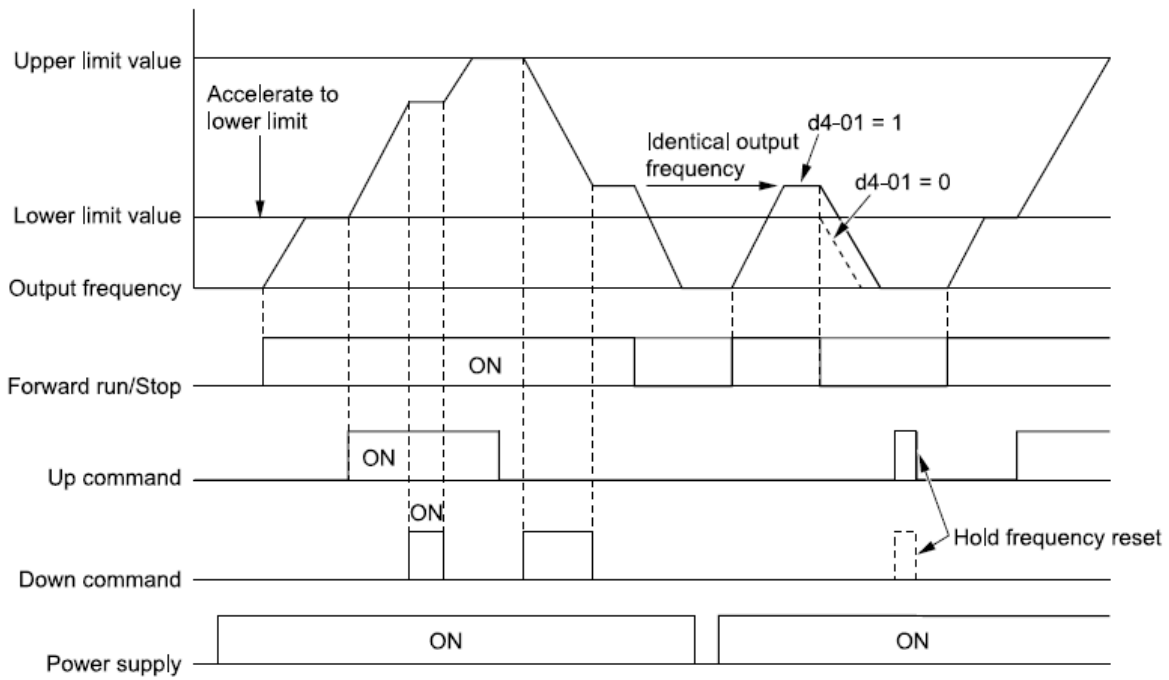 Upper limit value
Accelerate to
lower limit
d4-01 = 1
Identical output
frequency
d4-01 = 0
Lower limit value
Output frequency
ON
Forward run/Stop
ON
Up command
ON
Hold frequency reset
Down command
ON
ON
Power supply